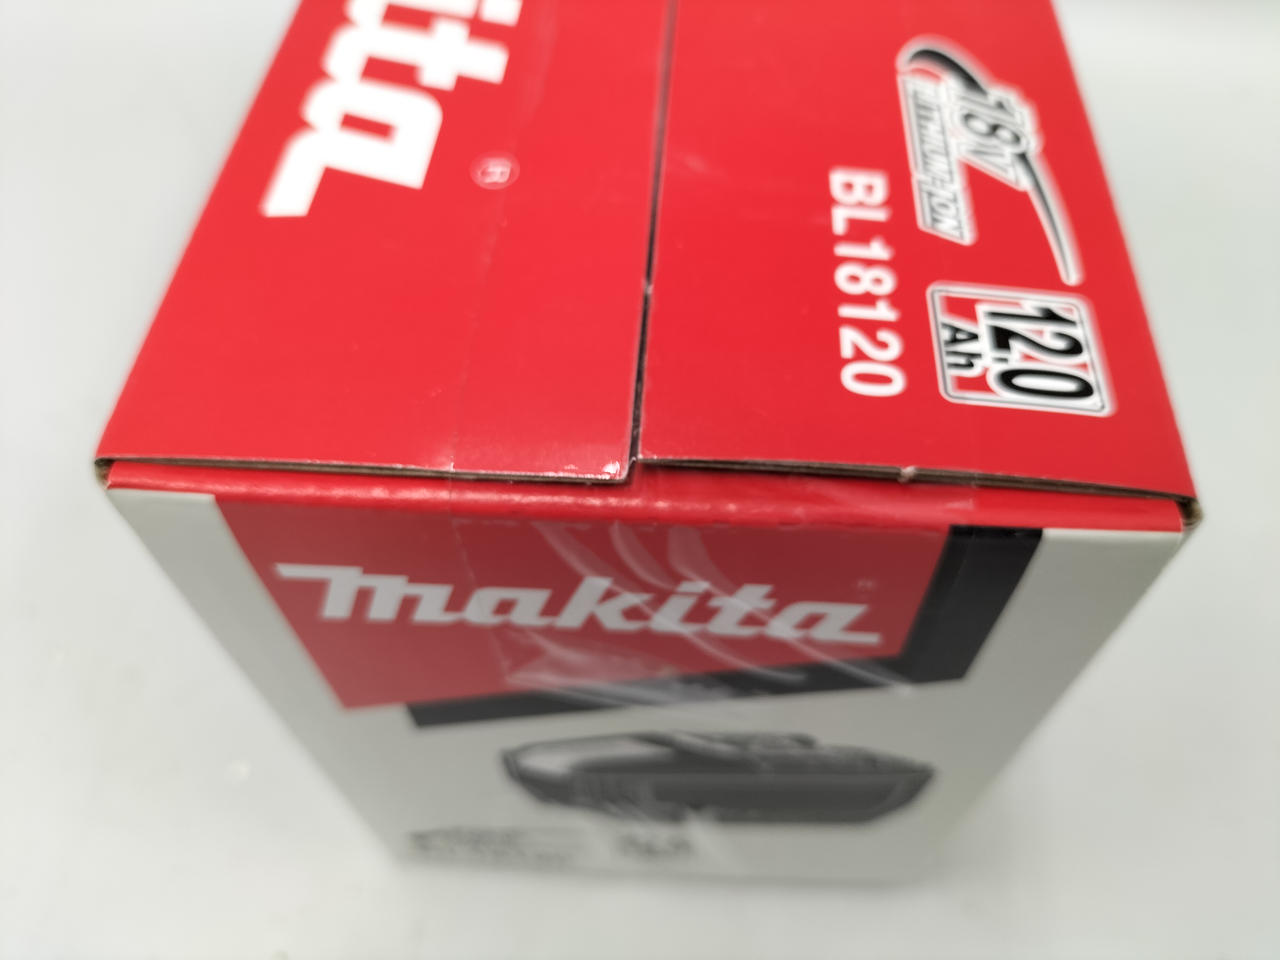 makita
®
18V
LITHIUM-ION
BL18120
12.0
Ah
makita